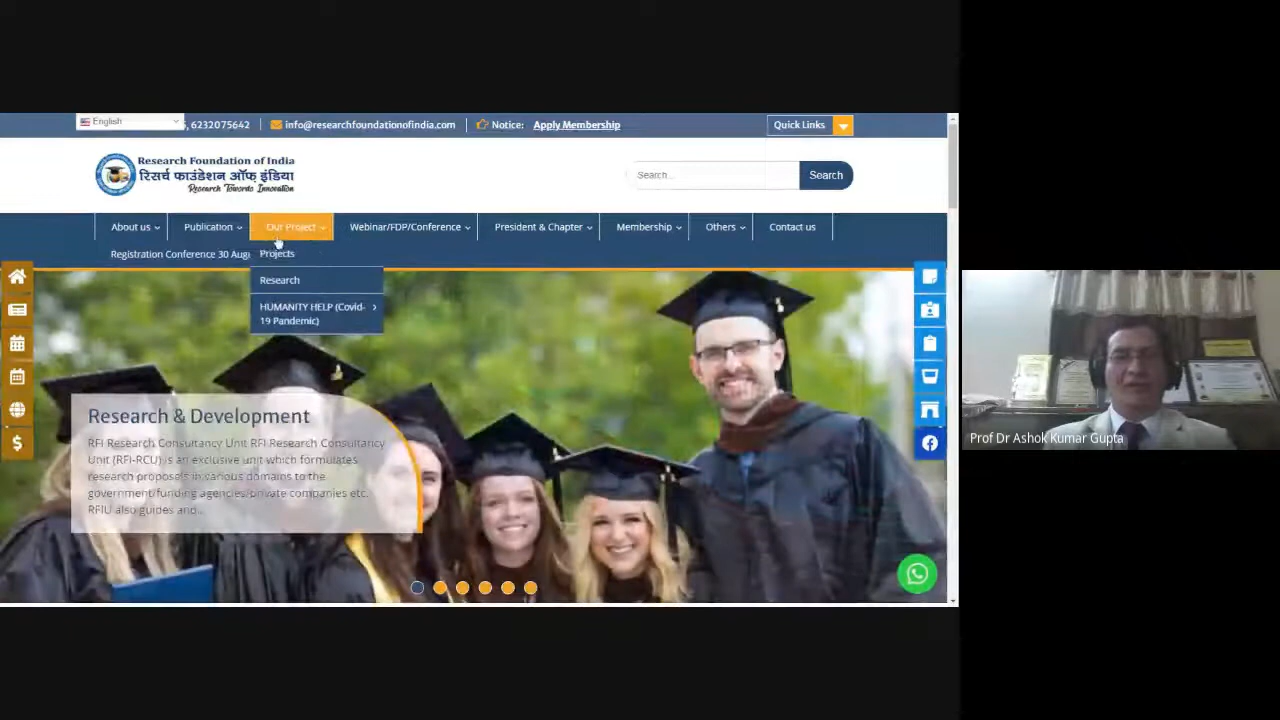 English
5, 6232075642
info@researchfoundationofindia.com
Notice: Apply Membership
Quick Links
Research Foundation of India
रिसर्च फाउंडेशन ऑफ़ इंडिया
Research Towards Innovation
Search...
Search
About us
Publication
Our Project
Webinar/FDP/Conference
President & Chapter
Membership
Others
Contact us
Registration Conference 30 Aug
Projects
Research
HUMANITY HELP (Covid-
19 Pandemic)
Research & Development
RFI Research Consultancy Unit RFI Research Consultancy
Unit (RFI-RCU) is an exclusive unit which formulates
research proposals in various domains to the
government/funding agencies/private companies etc.
RFIU also guides and...
Prof Dr Ashok Kumar Gupta